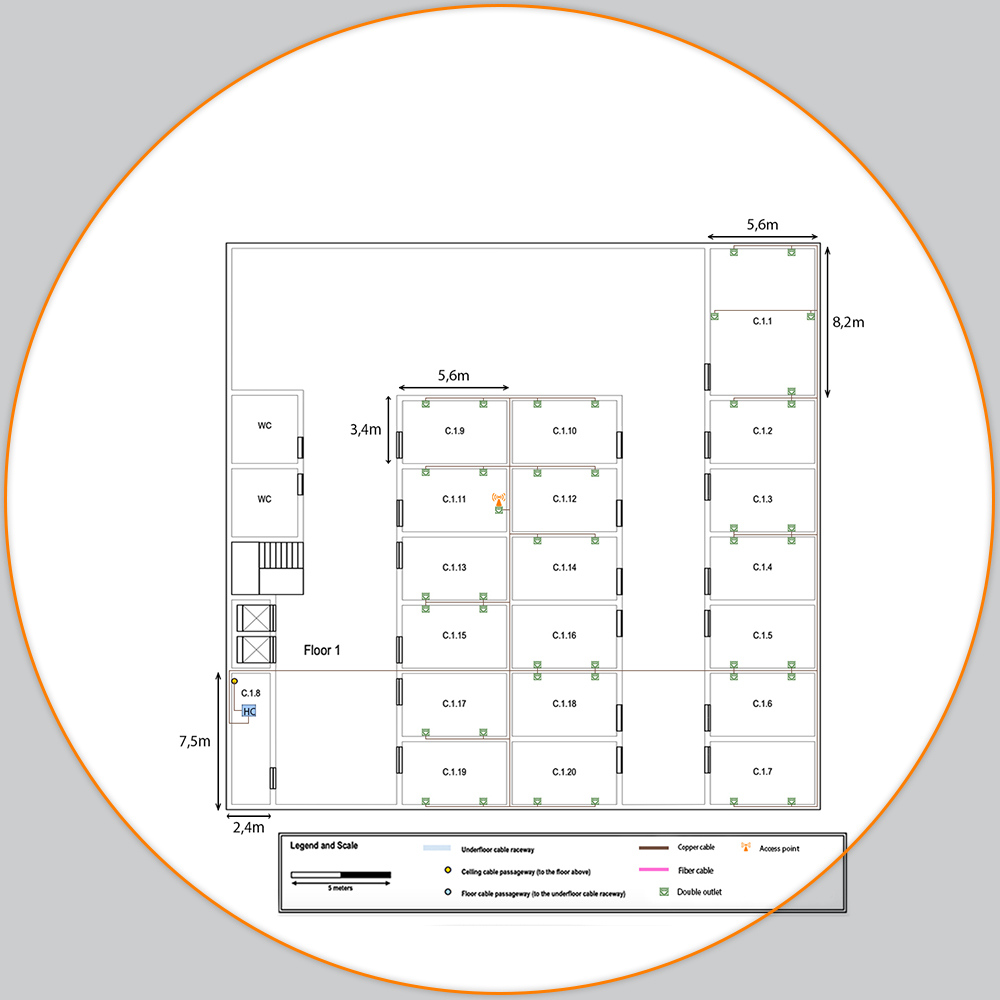 5,6m
8,2m
C.1.1
5,6m
3,4m
WC
C.1.9
C.1.10
C.1.2
WC
C.1.11
C.1.12
C.1.3
C.1.13
C.1.14
C.1.4
Floor 1
C.1.15
C.1.16
C.1.5
C.1.8
HC
C.1.17
C.1.18
C.1.6
7,5m
C.1.19
C.1.20
C.1.7
2,4m
Legend and Scale
5 meters
Underfloor cable raceway
Ceiling cable passageway (to the floor above)
Floor cable passageway (to the underfloor cable raceway)
Copper cable
Fiber cable
Double outlet
Access point